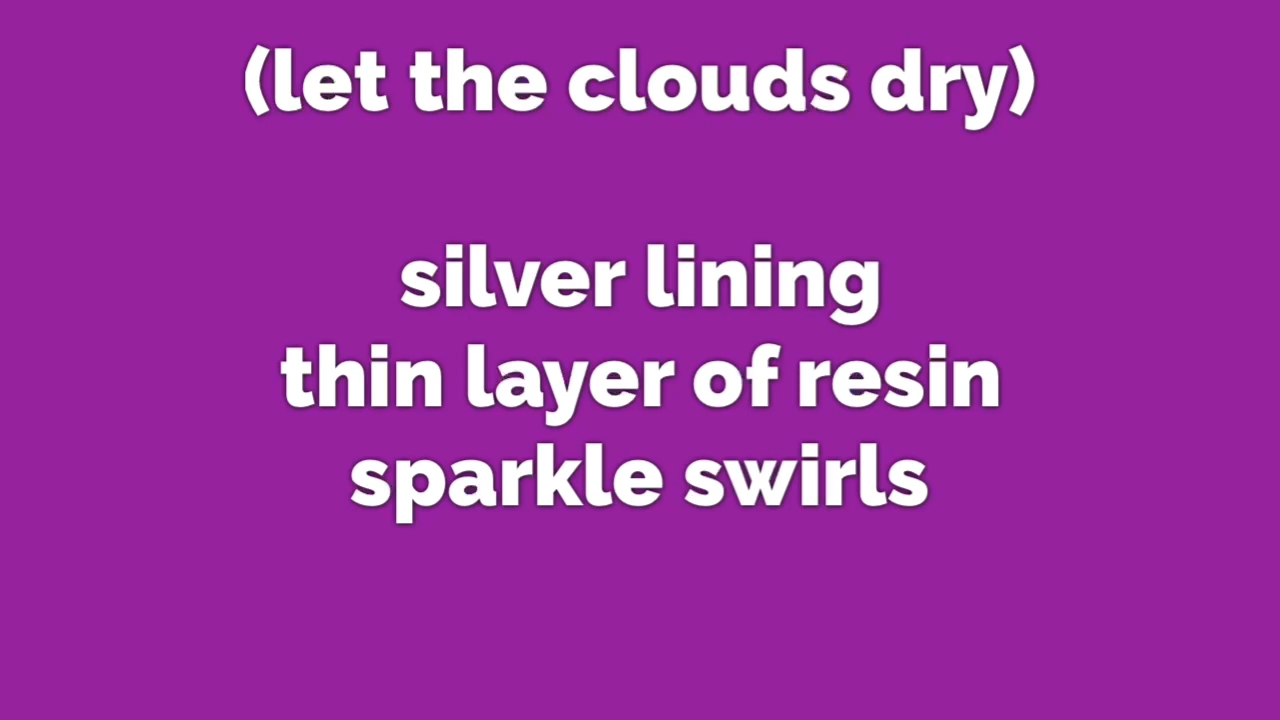 (let the clouds dry)
silver lining
thin layer of resin
sparkle swirls